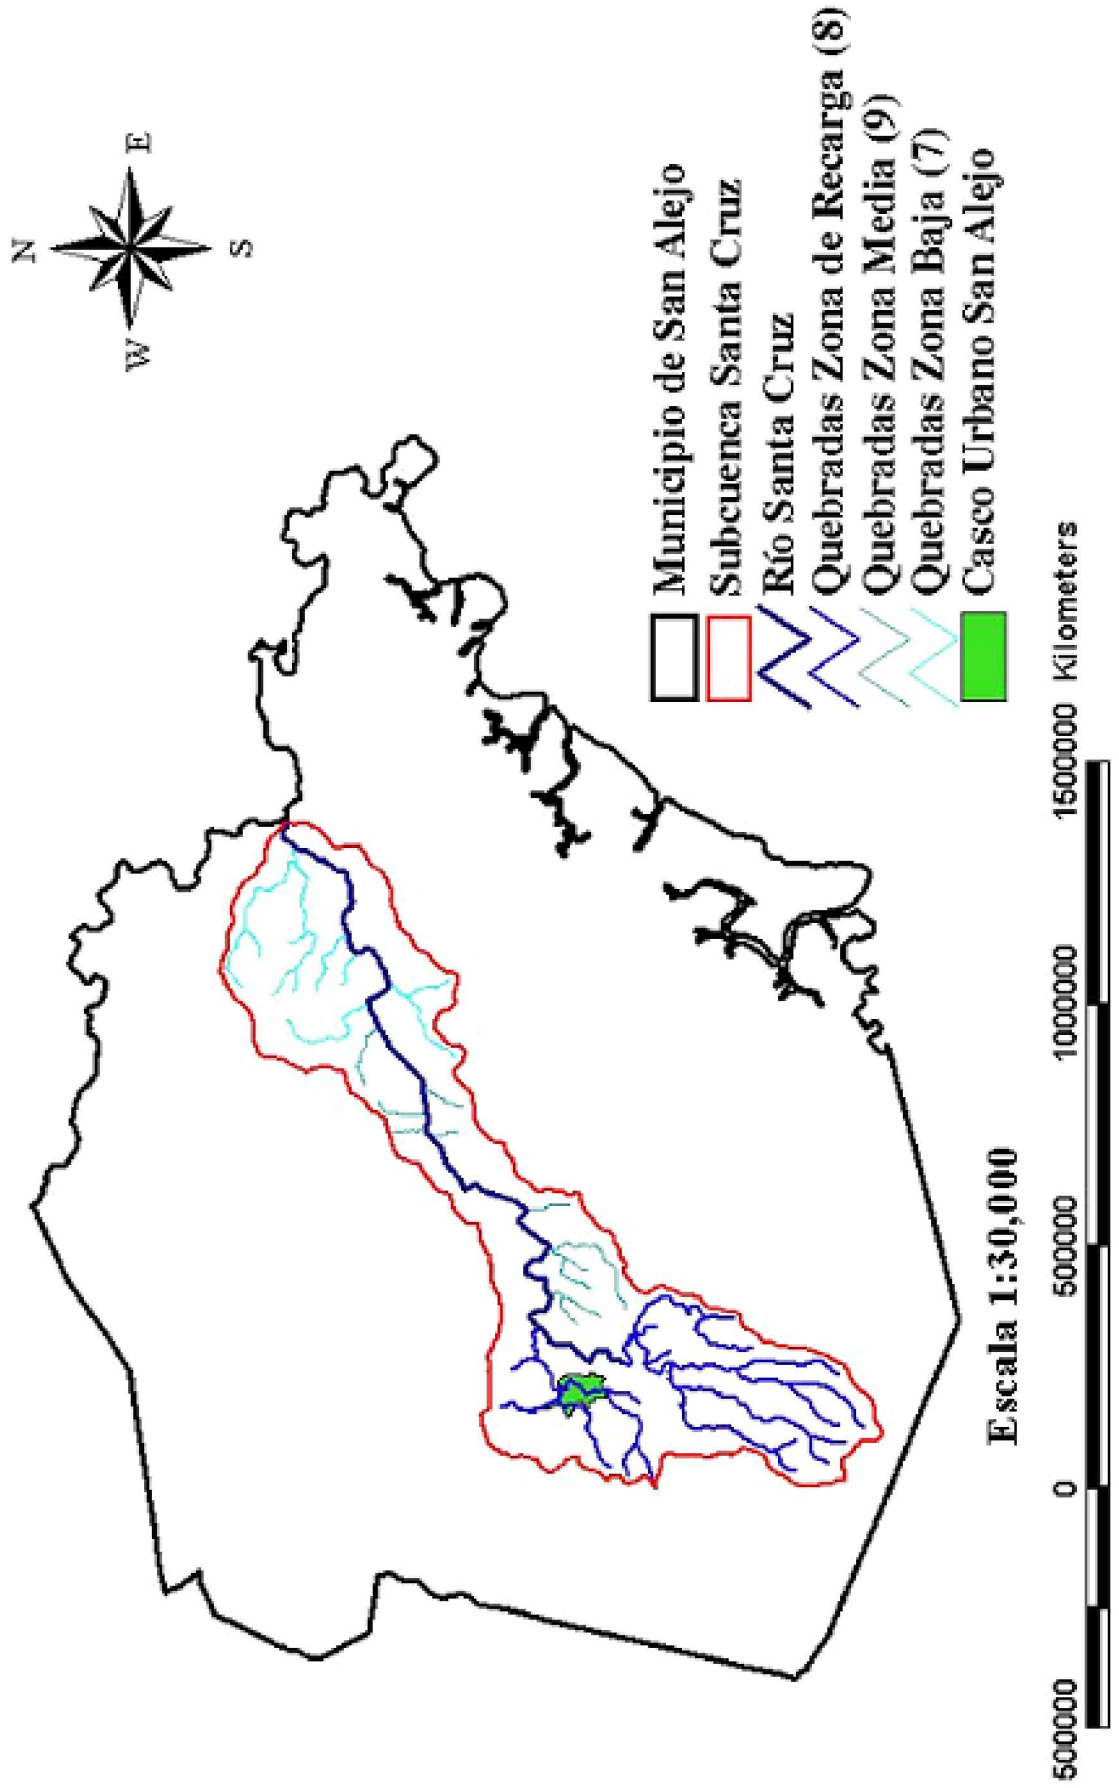 N
W
E
S
Municipio de San Alejo
Subcuenca Santa Cruz
Río Santa Cruz
Quebradas Zona de Recarga (8)
Quebradas Zona Media (9)
Quebradas Zona Baja (7)
Casco Urbano San Alejo
Escala 1:30,000
500000 0 500000 1000000 1500000 Kilometers